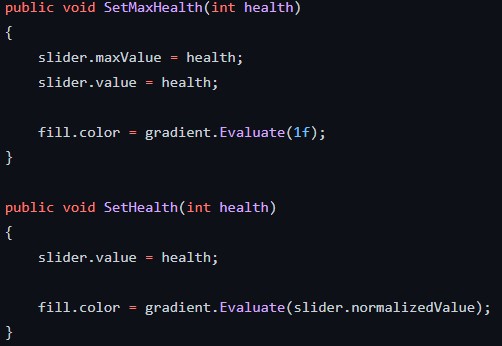 public void SetMaxHealth(int health)
{
    slider.maxValue = health;
    slider.value = health;

    fill.color = gradient.Evaluate(1f);
}

public void SetHealth(int health)
{
    slider.value = health;

    fill.color = gradient.Evaluate(slider.normalizedValue);
}